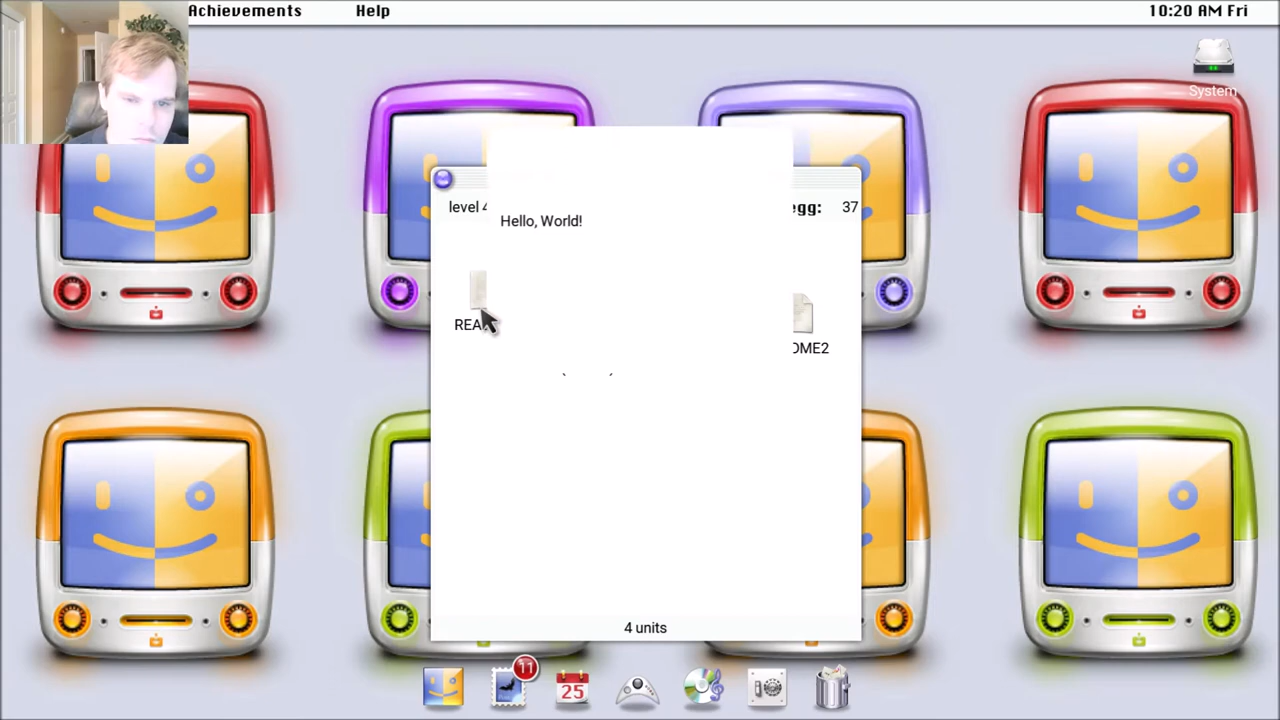 Achievements Help 10:20 AM Fri
System
level 4 egg: 37
Hello, World!
REA
OME2
4 units
11
25